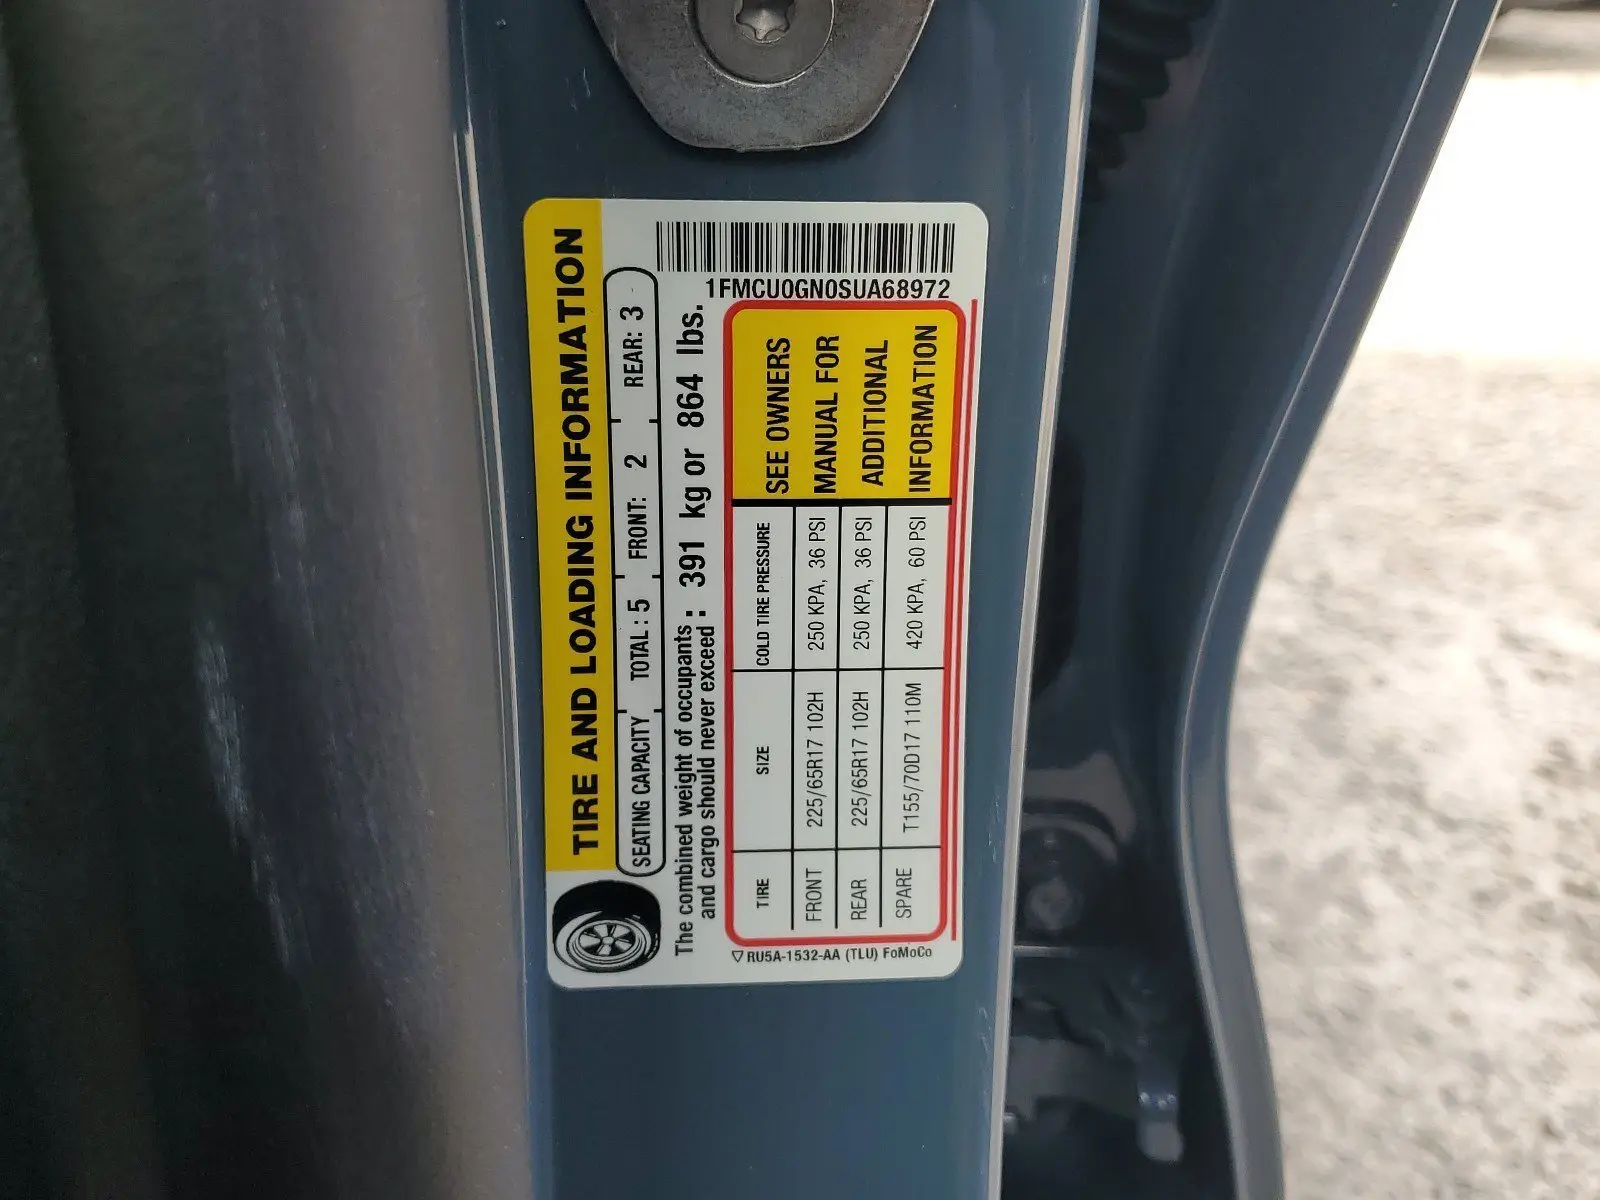 1FMCU0GN0SUA68972
TIRE AND LOADING INFORMATION
SEATING CAPACITY TOTAL : 5 FRONT: 2 REAR: 3
The combined weight of occupants
and cargo should never exceed : 391 kg or 864 lbs.
TIRE SIZE COLD TIRE PRESSURE
FRONT 225/65R17 102H 250 KPA, 36 PSI
REAR 225/65R17 102H 250 KPA, 36 PSI
SPARE T155/70D17 110M 420 KPA, 60 PSI
SEE OWNERS
MANUAL FOR
ADDITIONAL
INFORMATION
RU5A-1532-AA (TLU) FoMoCo